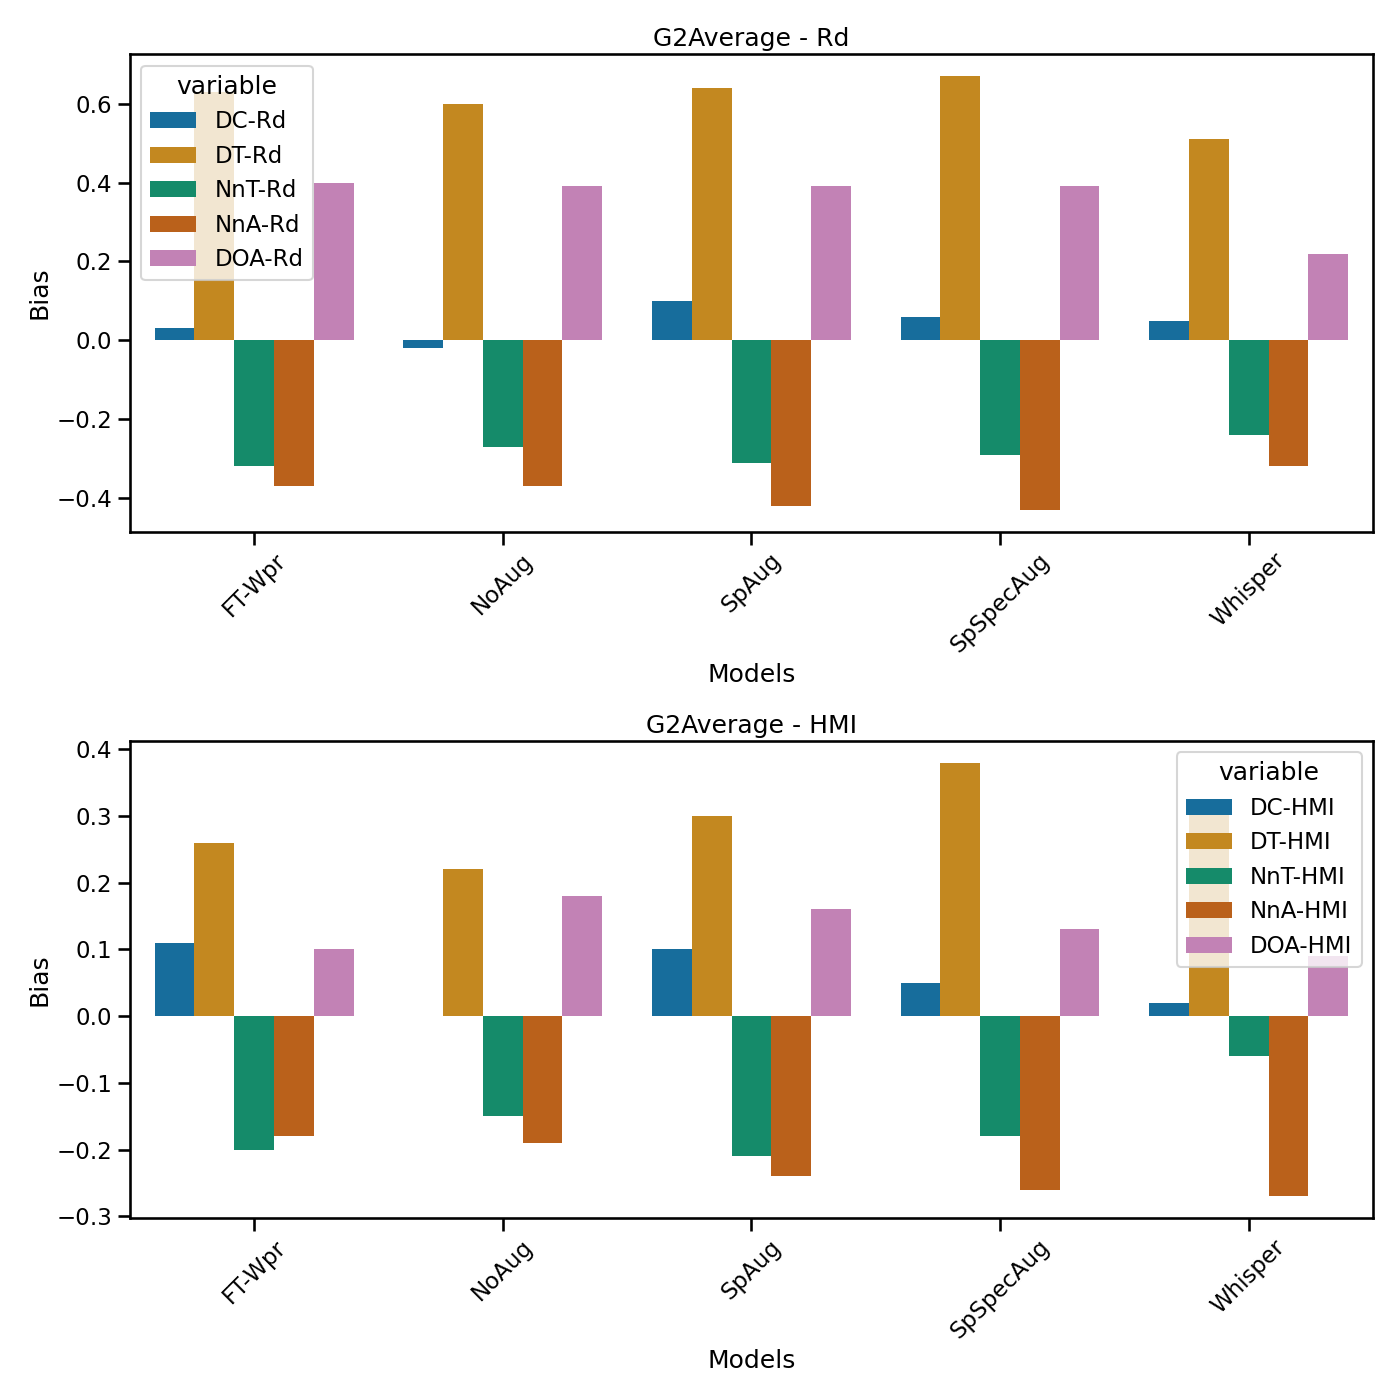 G2Average - Rd
variable
DC-Rd
DT-Rd
NnT-Rd
NnA-Rd
DOA-Rd
Bias
0.6
0.4
0.2
0.0
−0.2
−0.4
FT-Wpr
NoAug
SpAug
SpSpecAug
Whisper
Models
G2Average - HMI
variable
DC-HMI
DT-HMI
NnT-HMI
NnA-HMI
DOA-HMI
Bias
0.4
0.3
0.2
0.1
0.0
−0.1
−0.2
−0.3
FT-Wpr
NoAug
SpAug
SpSpecAug
Whisper
Models